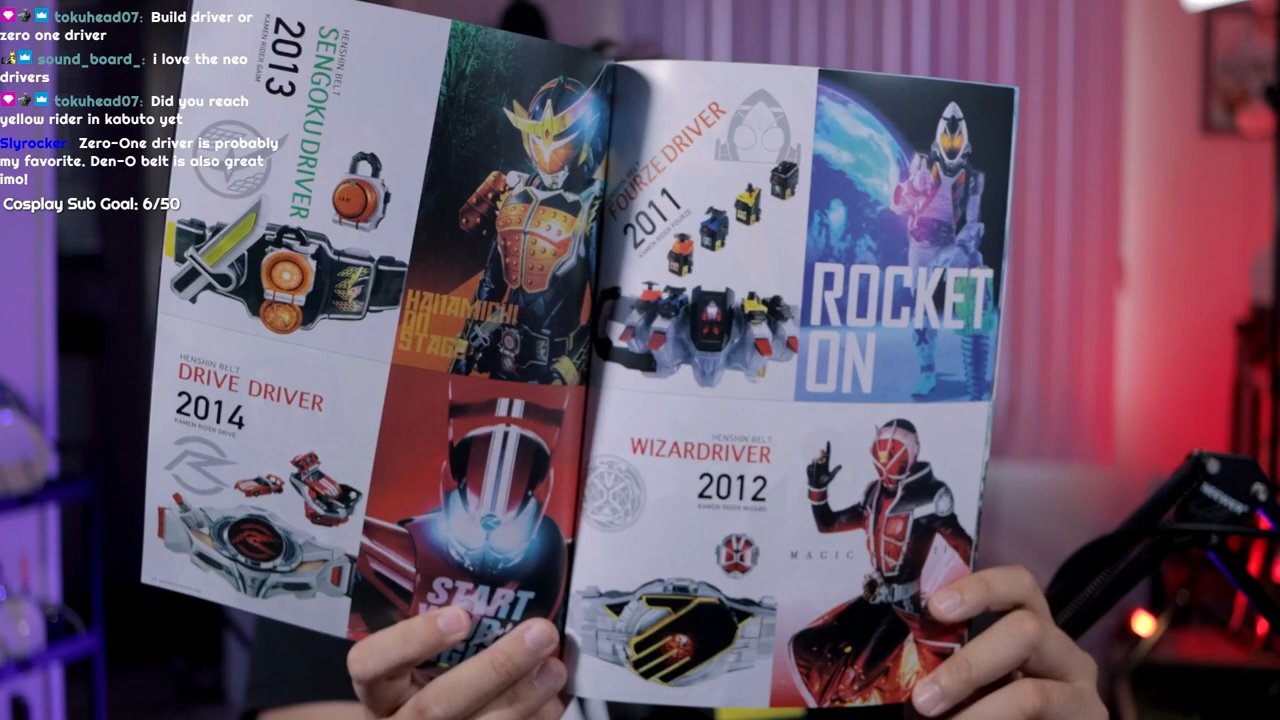 tokuhead07: Build driver or
zero one driver
sound_board_: i love the neo
drivers
tokuhead07: Did you reach
yellow rider in kabuto yet
Slyrocker: Zero-One driver is probably
my favorite. Den-O belt is also great
imo!
Cosplay Sub Goal: 6/50
HENSHIN BELT
SENGOKU DRIVER
2013
KAMEN RIDER GAIM
HANAMICHI
ON
STAGE
FOURZE DRIVER
2011
KAMEN RIDER FOURZE
ROCKET
ON
HENSHIN BELT
DRIVE DRIVER
2014
KAMEN RIDER DRIVE
START
HENSHIN BELT
WIZARDRIVER
2012
KAMEN RIDER WIZARD
MAGIC